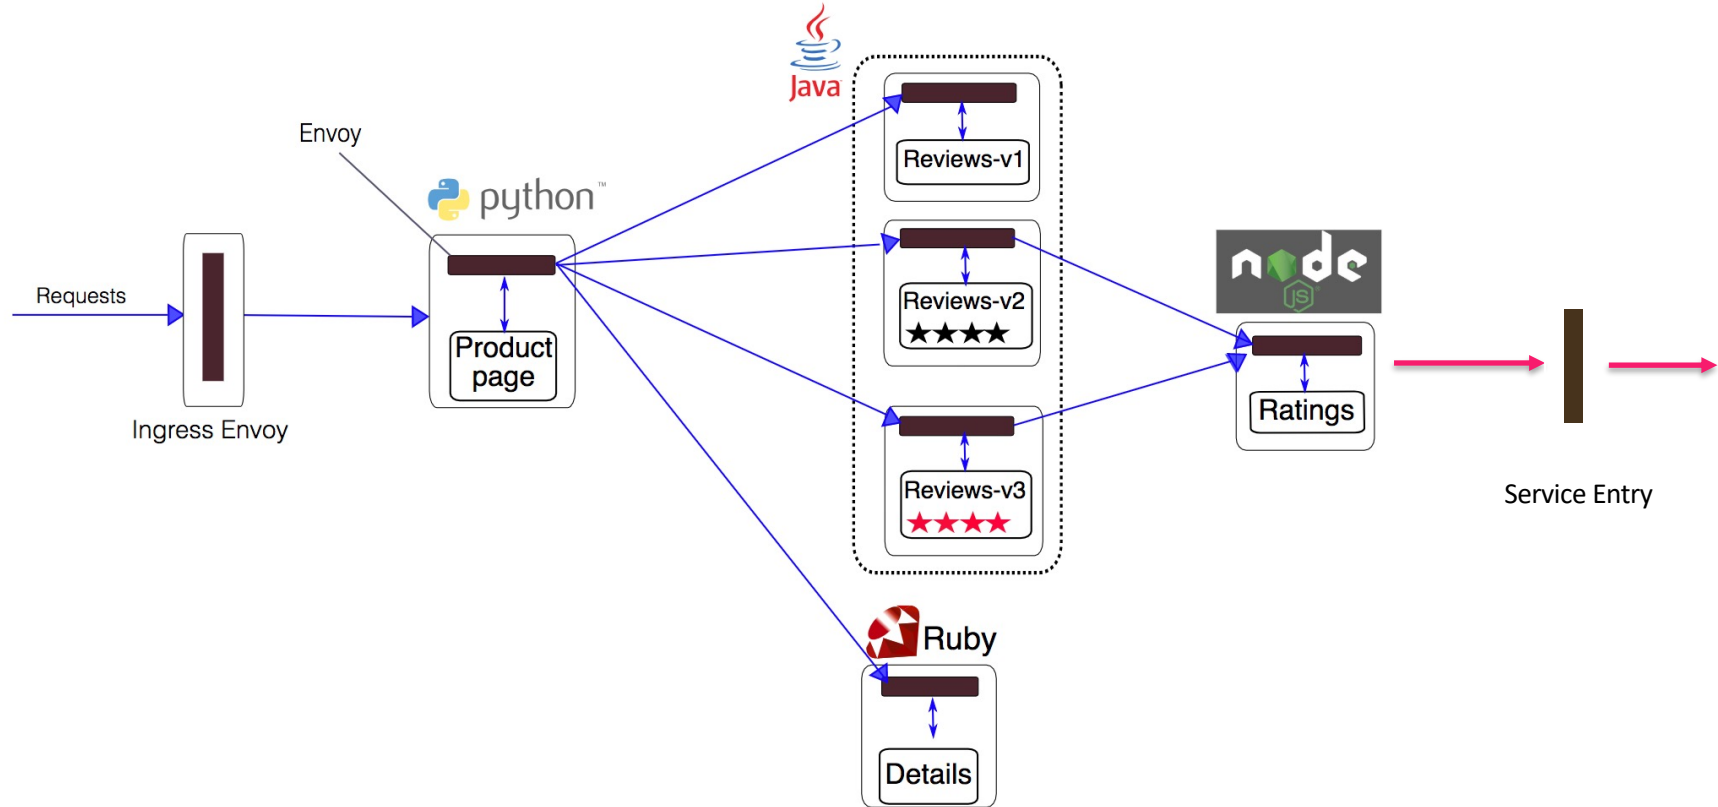 Java
Envoy
python™
Requests
Ingress Envoy
Product
page
Reviews-v1
Reviews-v2
Reviews-v3
node
JS
Ratings
Service Entry
Ruby
Details